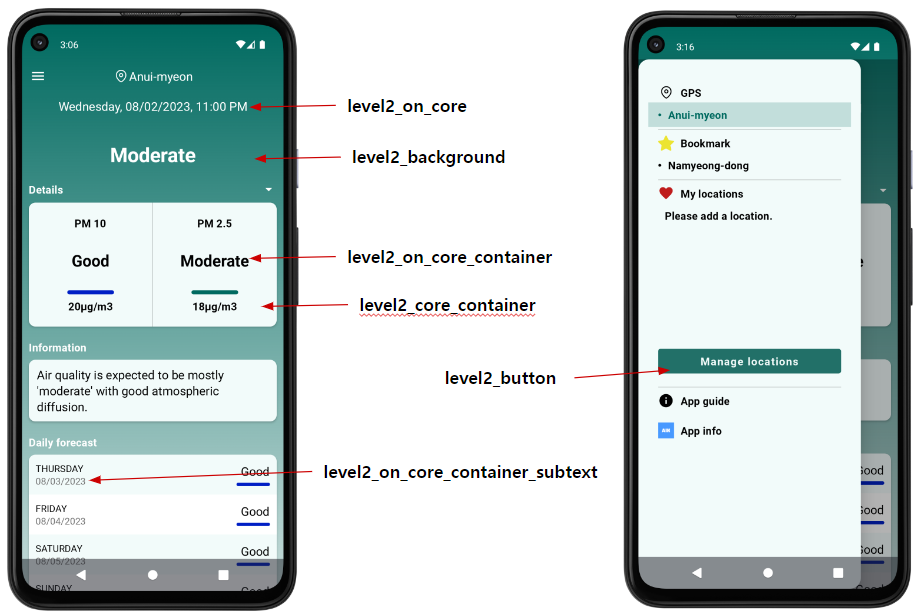 3:06
Anui-myeon
Wednesday, 08/02/2023, 11:00 PM
level2_on_core
Moderate
level2_background
Details
PM 10
PM 2.5
Good
Moderate
level2_on_core_container
20µg/m3
18µg/m3
level2_core_container
Information
Air quality is expected to be mostly
'moderate' with good atmospheric
diffusion.
Daily forecast
THURSDAY
08/03/2023
Good
level2_on_core_container_subtext
FRIDAY
08/04/2023
Good
SATURDAY
08/05/2023
Good
SUNDAY
Good
3:16
GPS
• Anui-myeon
Bookmark
• Namyeong-dong
My locations
Please add a location.
Manage locations
level2_button
App guide
App info
Good
Good
Good